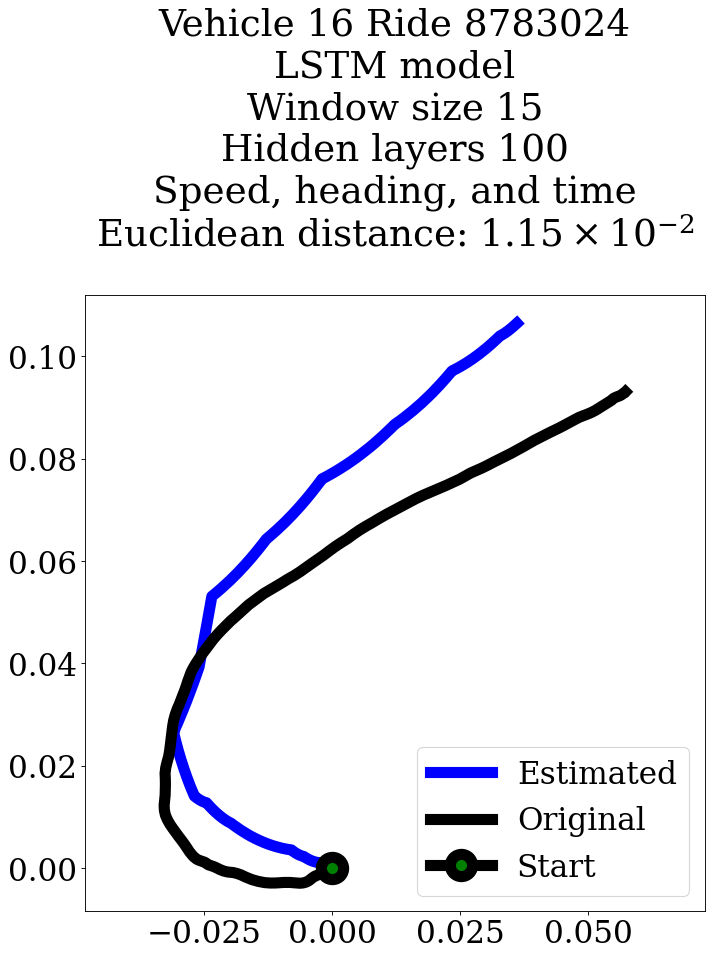 Vehicle 16 Ride 8783024
LSTM model
Window size 15
Hidden layers 100
Speed, heading, and time
Euclidean distance: 1.15 × 10⁻²
0.10
0.08
0.06
0.04
0.02
0.00
−0.025 0.000 0.025 0.050
Estimated
Original
Start